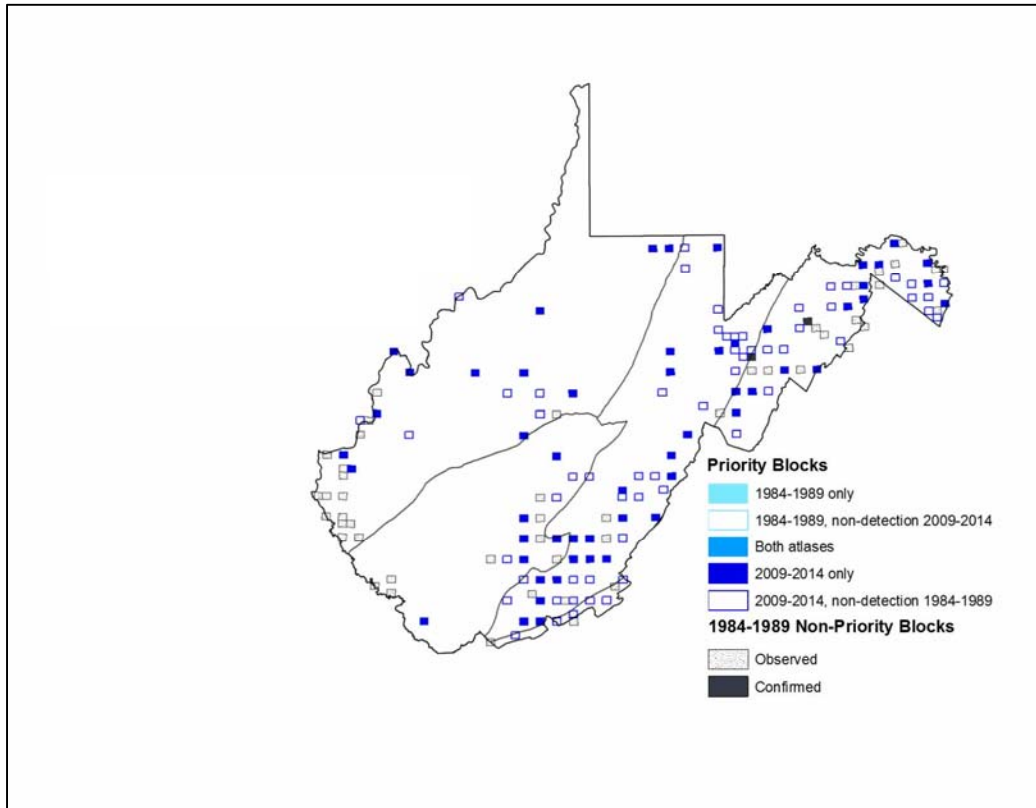 Priority Blocks
1984-1989 only
1984-1989, non-detection 2009-2014
Both atlases
2009-2014 only
2009-2014, non-detection 1984-1989
1984-1989 Non-Priority Blocks
Observed
Confirmed